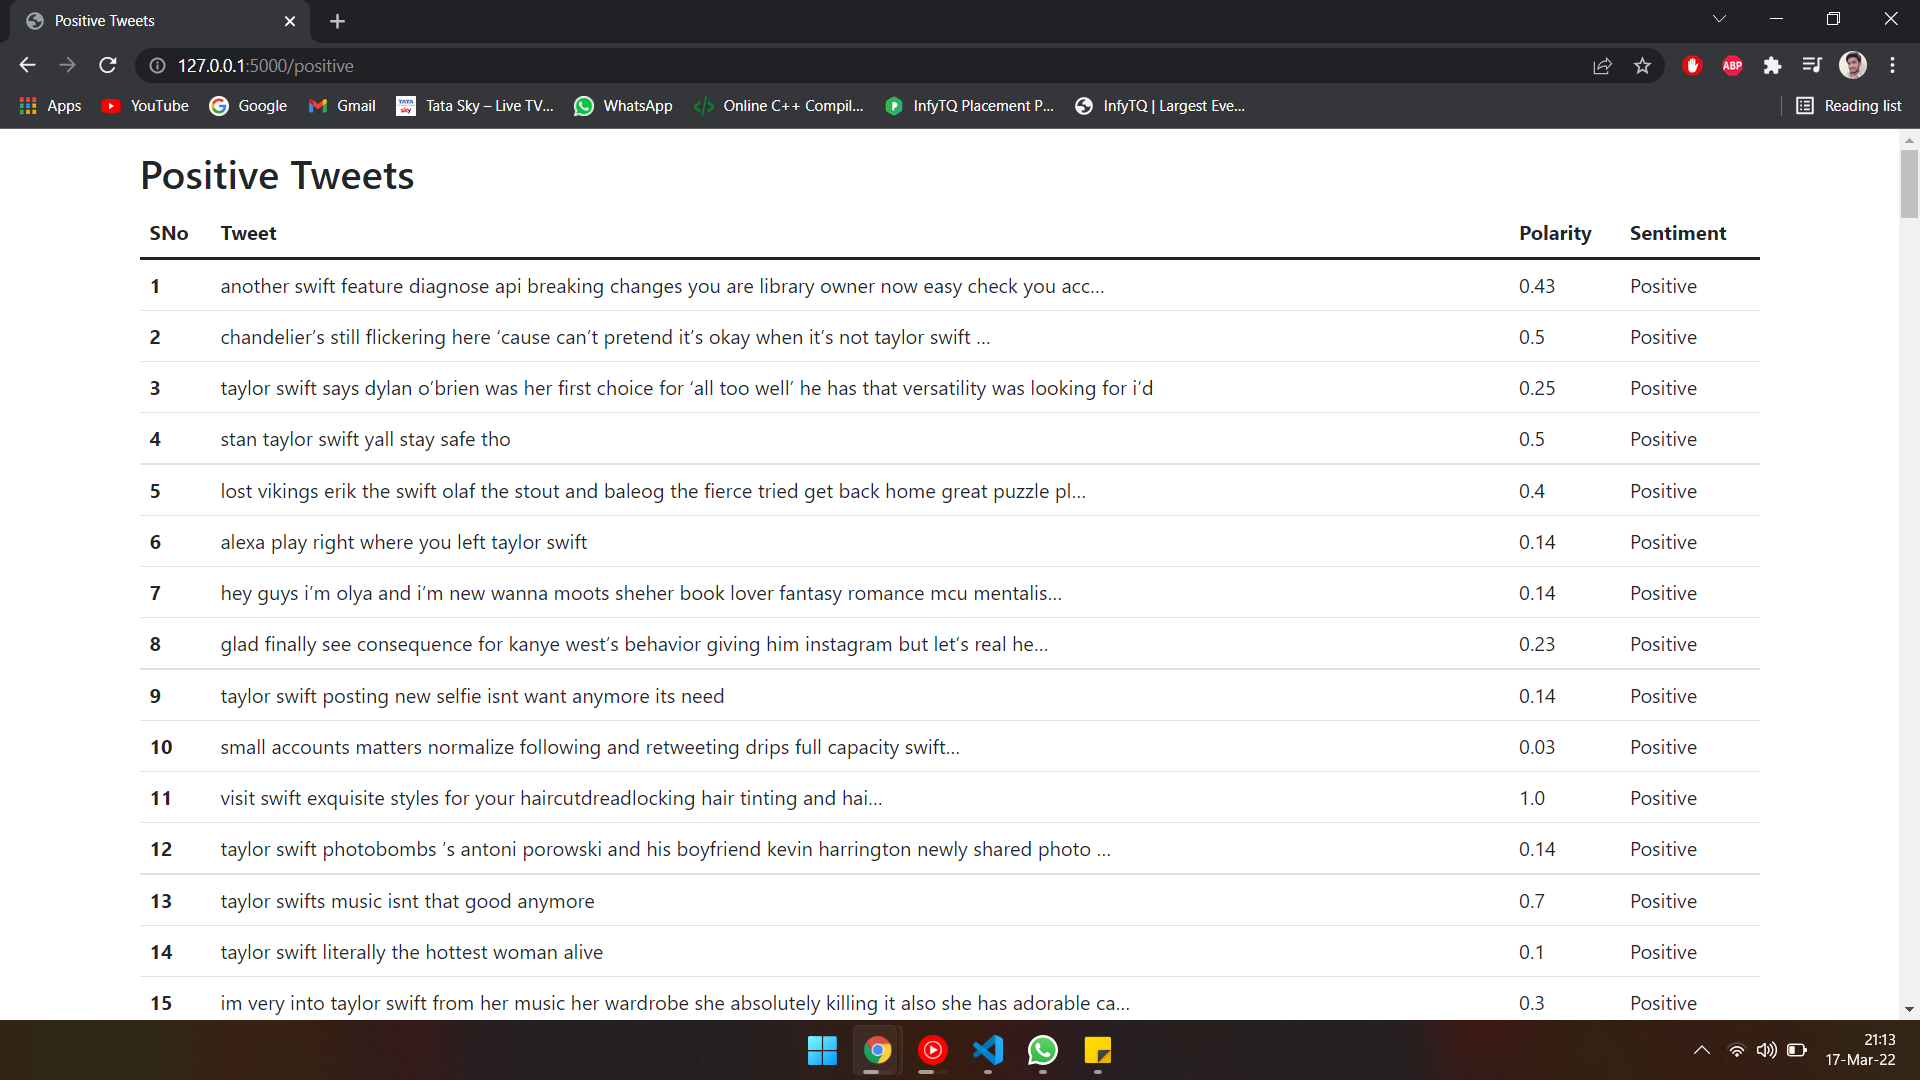 Positive Tweets
127.0.0.1:5000/positive
ABP
Apps YouTube Google Gmail TATA sky Tata Sky – Live TV... WhatsApp Online C++ Compil... InfyTQ Placement P... InfyTQ | Largest Eve... Reading list
Positive Tweets
SNo Tweet Polarity Sentiment
1 another swift feature diagnose api breaking changes you are library owner now easy check you acc… 0.43 Positive
2 chandelier’s still flickering here ‘cause can’t pretend it’s okay when it’s not taylor swift … 0.5 Positive
3 taylor swift says dylan o’brien was her first choice for ‘all too well’ he has that versatility was looking for i’d 0.25 Positive
4 stan taylor swift yall stay safe tho 0.5 Positive
5 lost vikings erik the swift olaf the stout and baleog the fierce tried get back home great puzzle pl… 0.4 Positive
6 alexa play right where you left taylor swift 0.14 Positive
7 hey guys i’m olya and i’m new wanna moots sheher book lover fantasy romance mcu mentalis… 0.14 Positive
8 glad finally see consequence for kanye west’s behavior giving him instagram but let’s real he… 0.23 Positive
9 taylor swift posting new selfie isnt want anymore its need 0.14 Positive
10 small accounts matters normalize following and retweeting drips full capacity swift… 0.03 Positive
11 visit swift exquisite styles for your haircutdreadlocking hair tinting and hai… 1.0 Positive
12 taylor swift photobombs ’s antoni porowski and his boyfriend kevin harrington newly shared photo … 0.14 Positive
13 taylor swifts music isnt that good anymore 0.7 Positive
14 taylor swift literally the hottest woman alive 0.1 Positive
15 im very into taylor swift from her music her wardrobe she absolutely killing it also she has adorable ca… 0.3 Positive
21:13
17-Mar-22